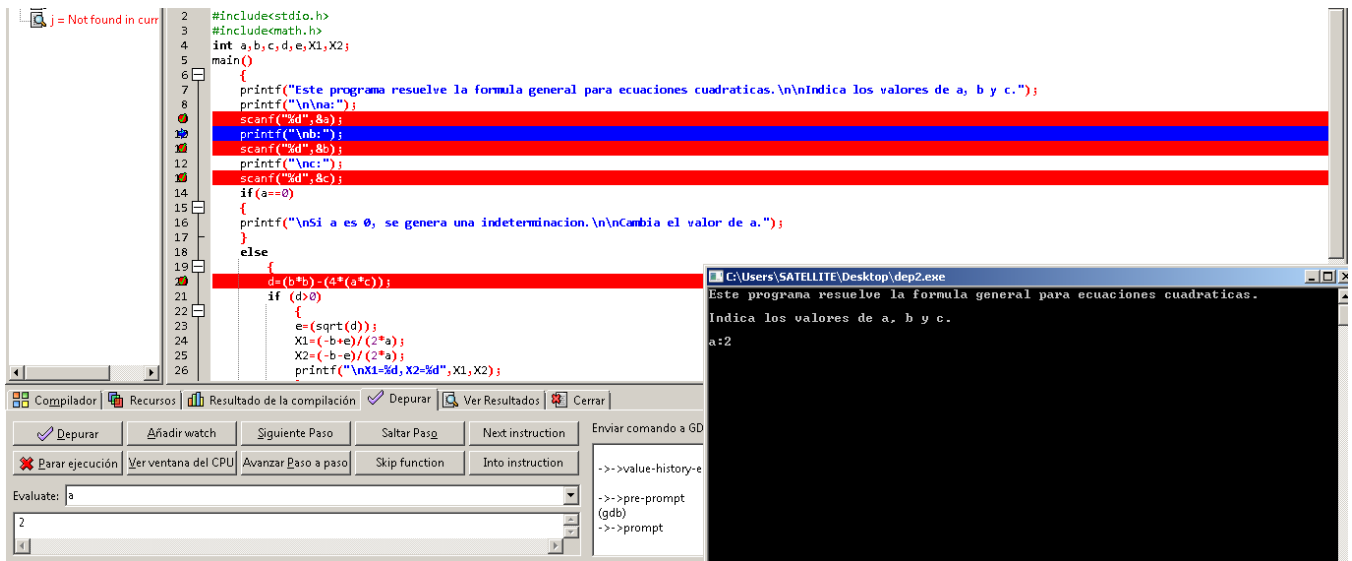 j = Not found in curr
2 #include<stdio.h>
3 #include<math.h>
4 int a,b,c,d,e,X1,X2;
5 main()
6 {
7 printf("Este programa resuelve la formula general para ecuaciones cuadraticas.\n\nIndica los valores de a, b y c.");
8 printf("\n\na:");
scanf("%d",&a);
printf("\nb:");
scanf("%d",&b);
12 printf("\nc:");
scanf("%d",&c);
14 if(a==0)
15 {
16 printf("\nSi a es 0, se genera una indeterminacion.\n\nCambia el valor de a.");
17 }
18 else
19 {
d=(b*b)-(4*(a*c));
21 if (d>0)
22 {
23 e=(sqrt(d));
24 X1=(-b+e)/(2*a);
25 X2=(-b-e)/(2*a);
26 printf("\nX1=%d,X2=%d",X1,X2);
C:\Users\SATELLITE\Desktop\dep2.exe
Este programa resuelve la formula general para ecuaciones cuadraticas.
Indica los valores de a, b y c.
a:2
Compilador Recursos Resultado de la compilación Depurar Ver Resultados Cerrar
Depurar Añadir watch Siguiente Paso Saltar Paso Next instruction Enviar comando a GD
Parar ejecución Ver ventana del CPU Avanzar Paso a paso Skip function Into instruction
->->value-history-e
Evaluate: a
->->pre-prompt
(gdb)
->->prompt
2